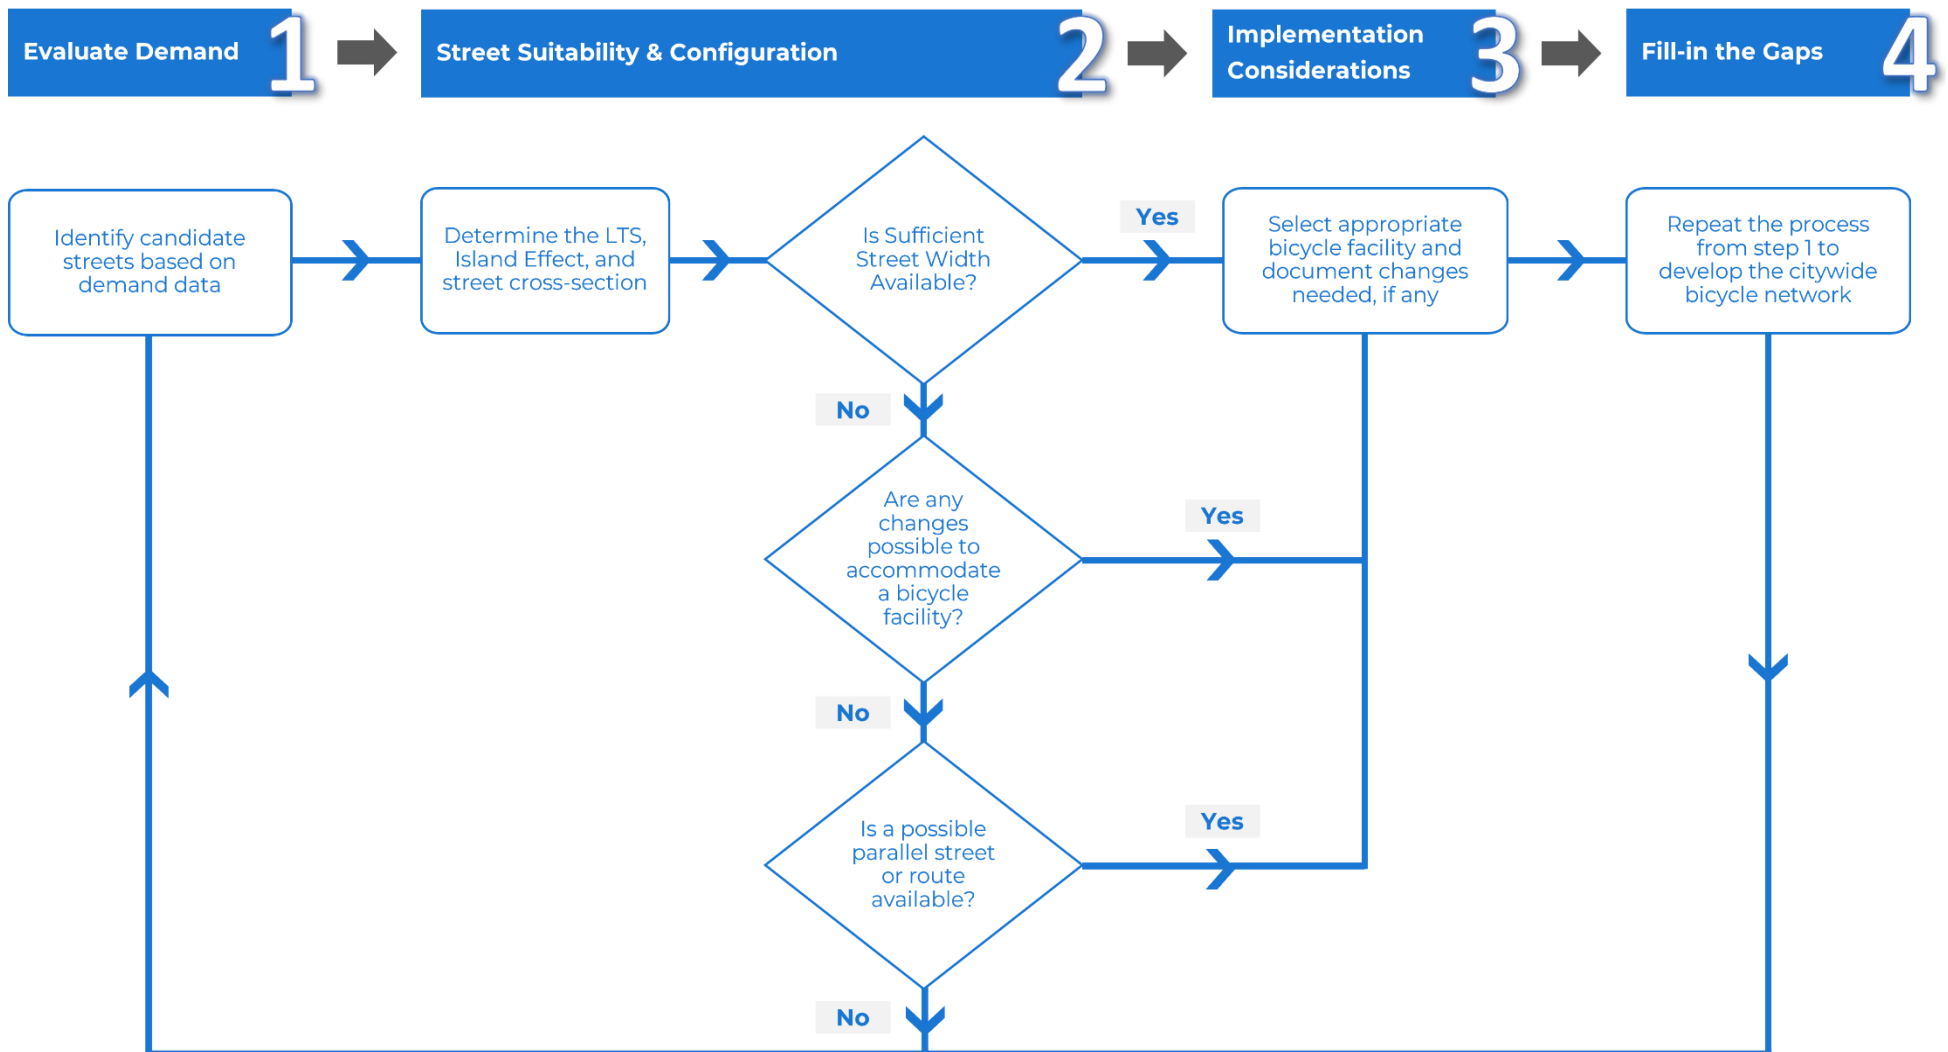 Evaluate Demand
1
Street Suitability & Configuration
2
Implementation
Considerations
3
Fill-in the Gaps
4
Identify candidate
streets based on
demand data
Determine the LTS,
Island Effect, and
street cross-section
Is Sufficient
Street Width
Available?
Yes
Select appropriate
bicycle facility and
document changes
needed, if any
Repeat the process
from step 1 to
develop the citywide
bicycle network
No
Are any
changes
possible to
accommodate
a bicycle
facility?
Yes
No
Is a possible
parallel street
or route
available?
Yes
No